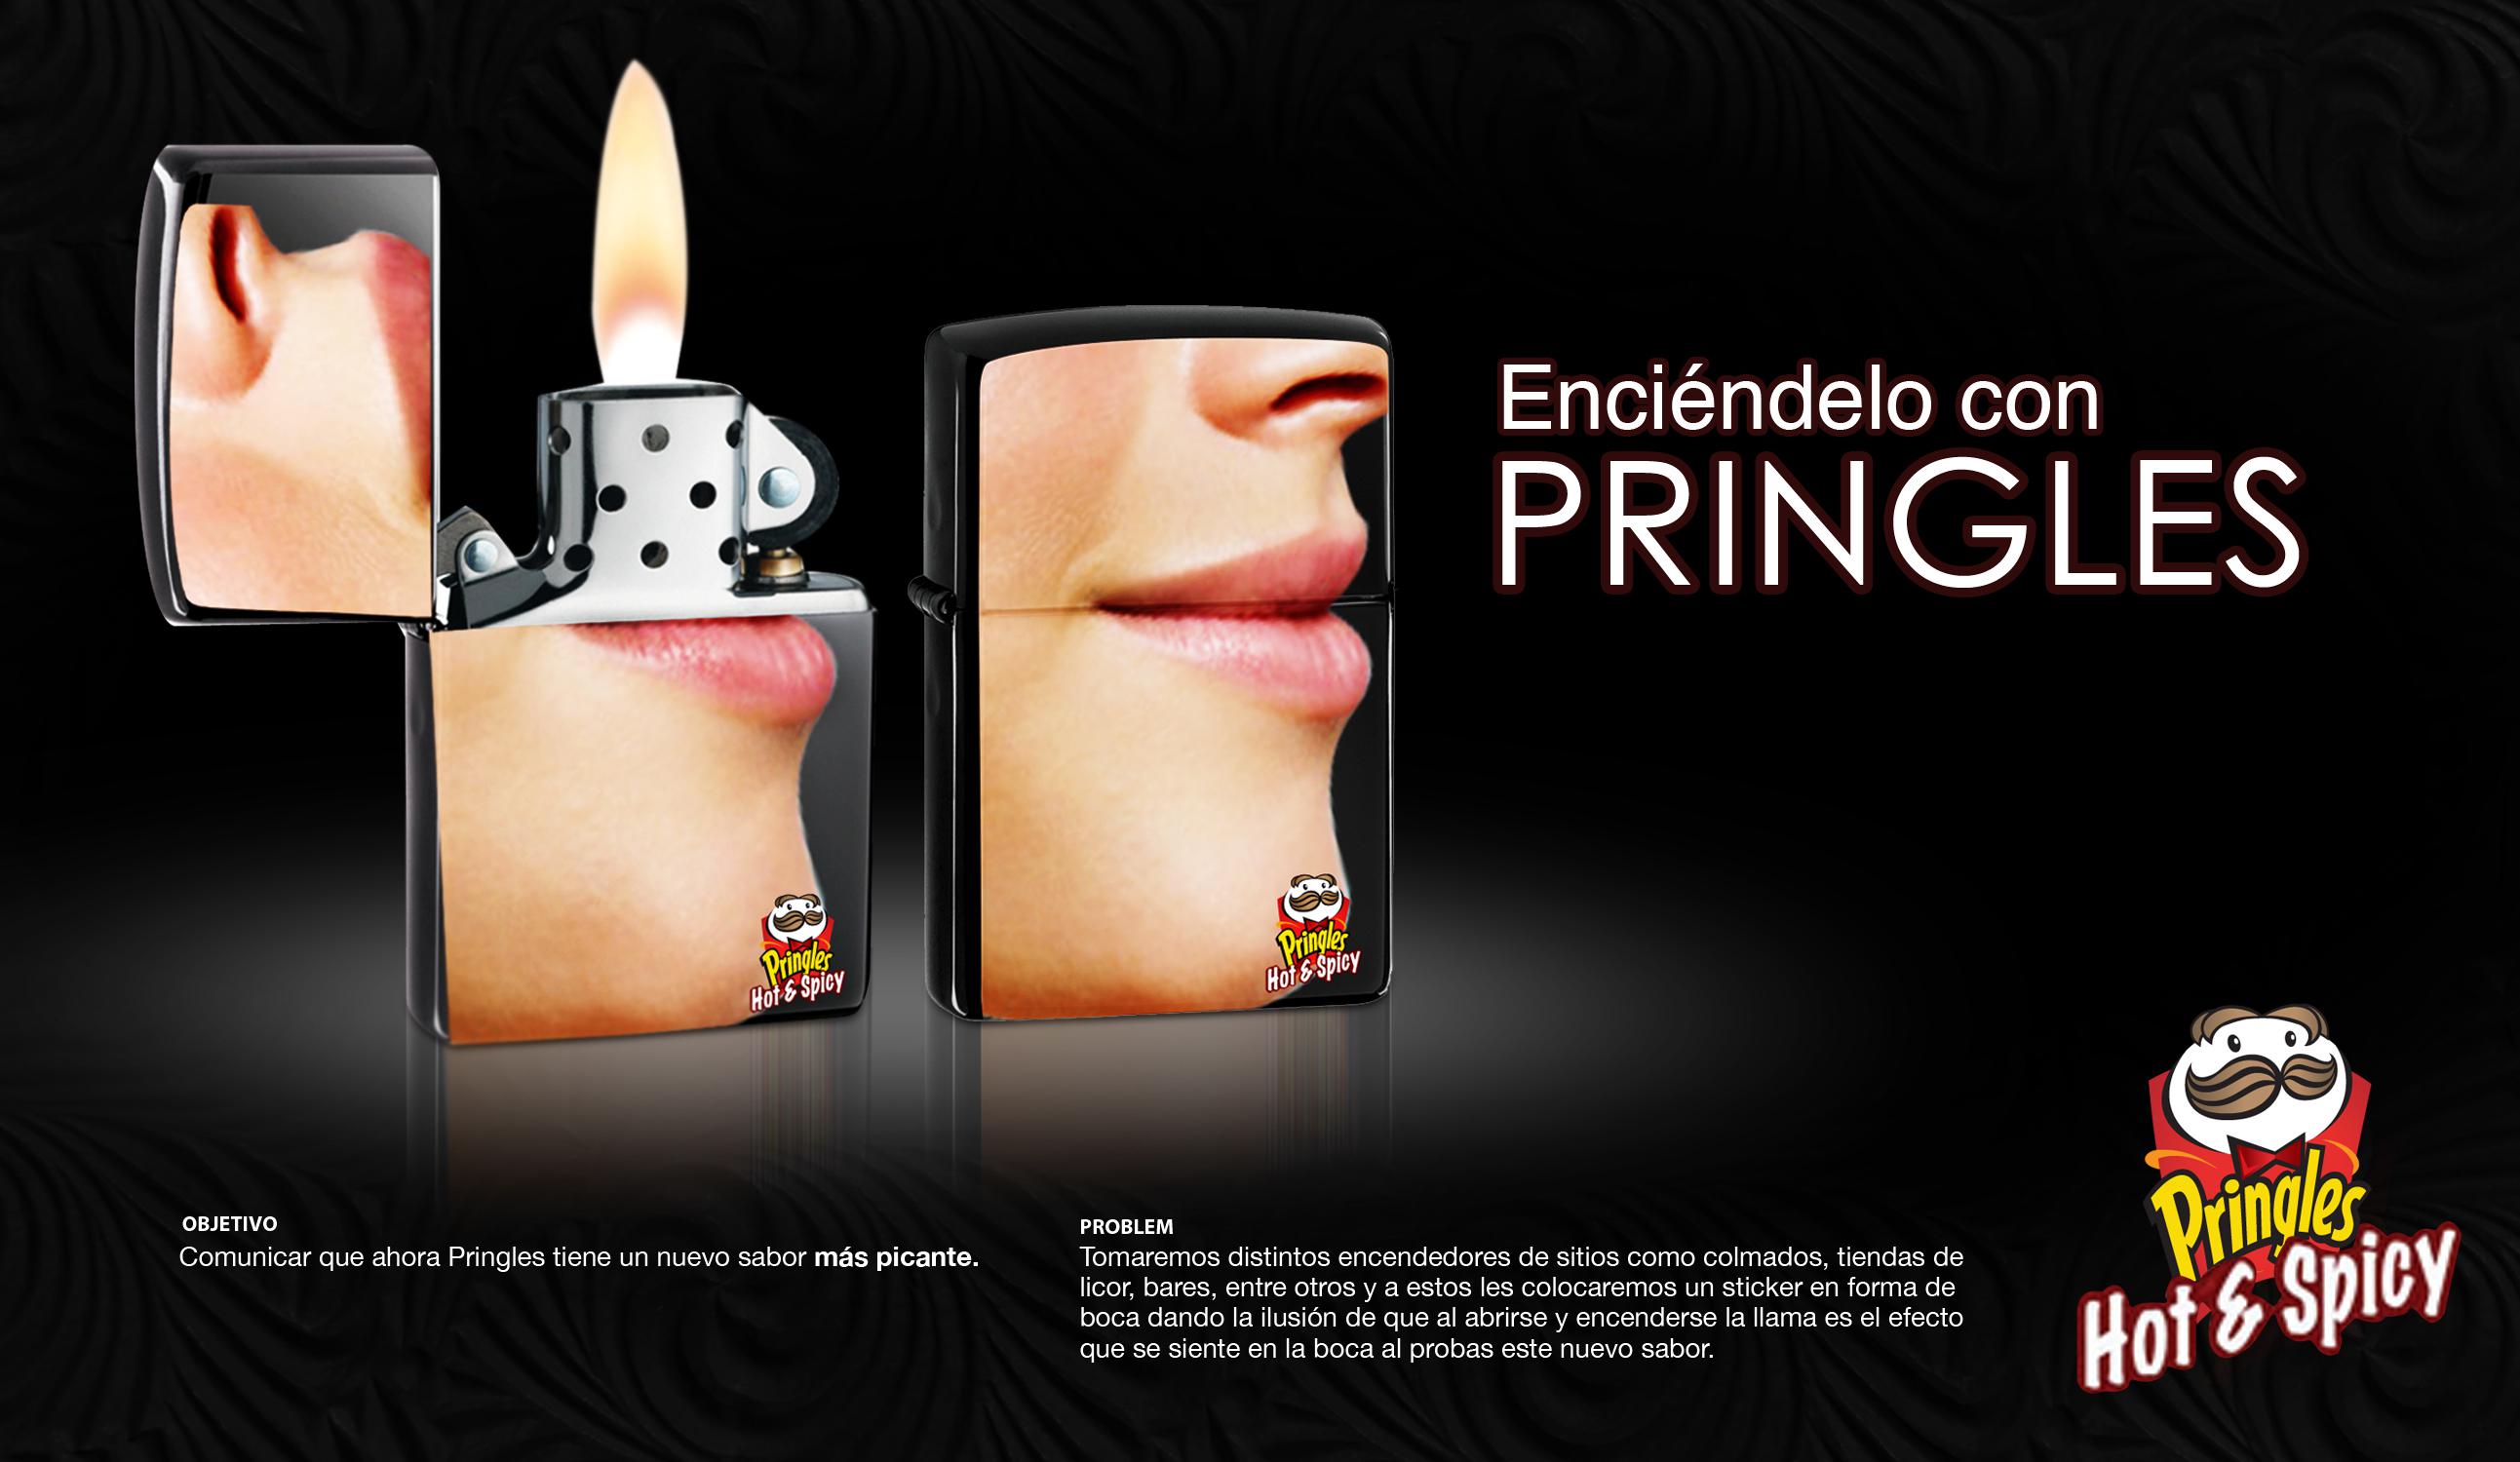 Enciéndelo con
PRINGLES
Pringles
Hot & Spicy
Pringles
Hot & Spicy
OBJETIVO
Comunicar que ahora Pringles tiene un nuevo sabor más picante.
PROBLEM
Tomaremos distintos encendedores de sitios como colmados, tiendas de
licor, bares, entre otros y a estos les colocaremos un sticker en forma de
boca dando la ilusión de que al abrirse y encenderse la llama es el efecto
que se siente en la boca al probas este nuevo sabor.
Pringles
Hot & Spicy